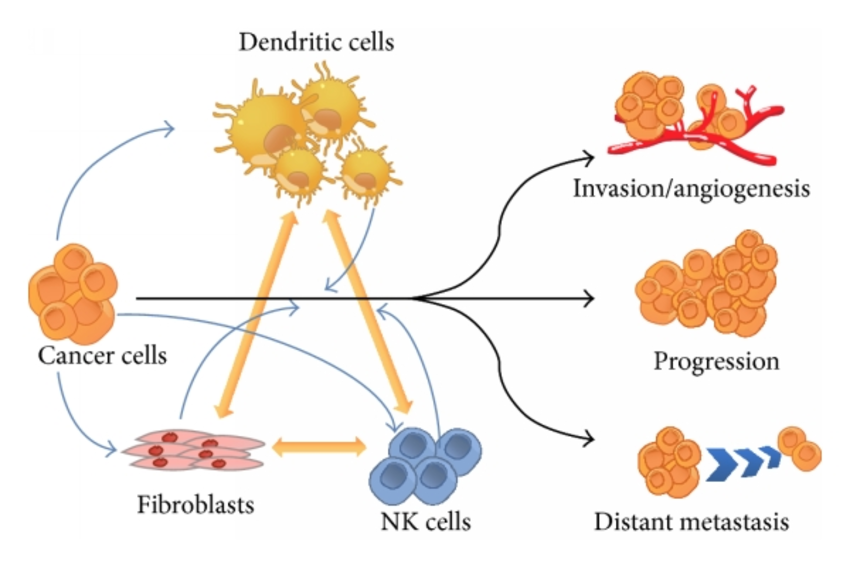 Dendritic cells
Invasion/angiogenesis
Cancer cells
Progression
Fibroblasts
NK cells
Distant metastasis